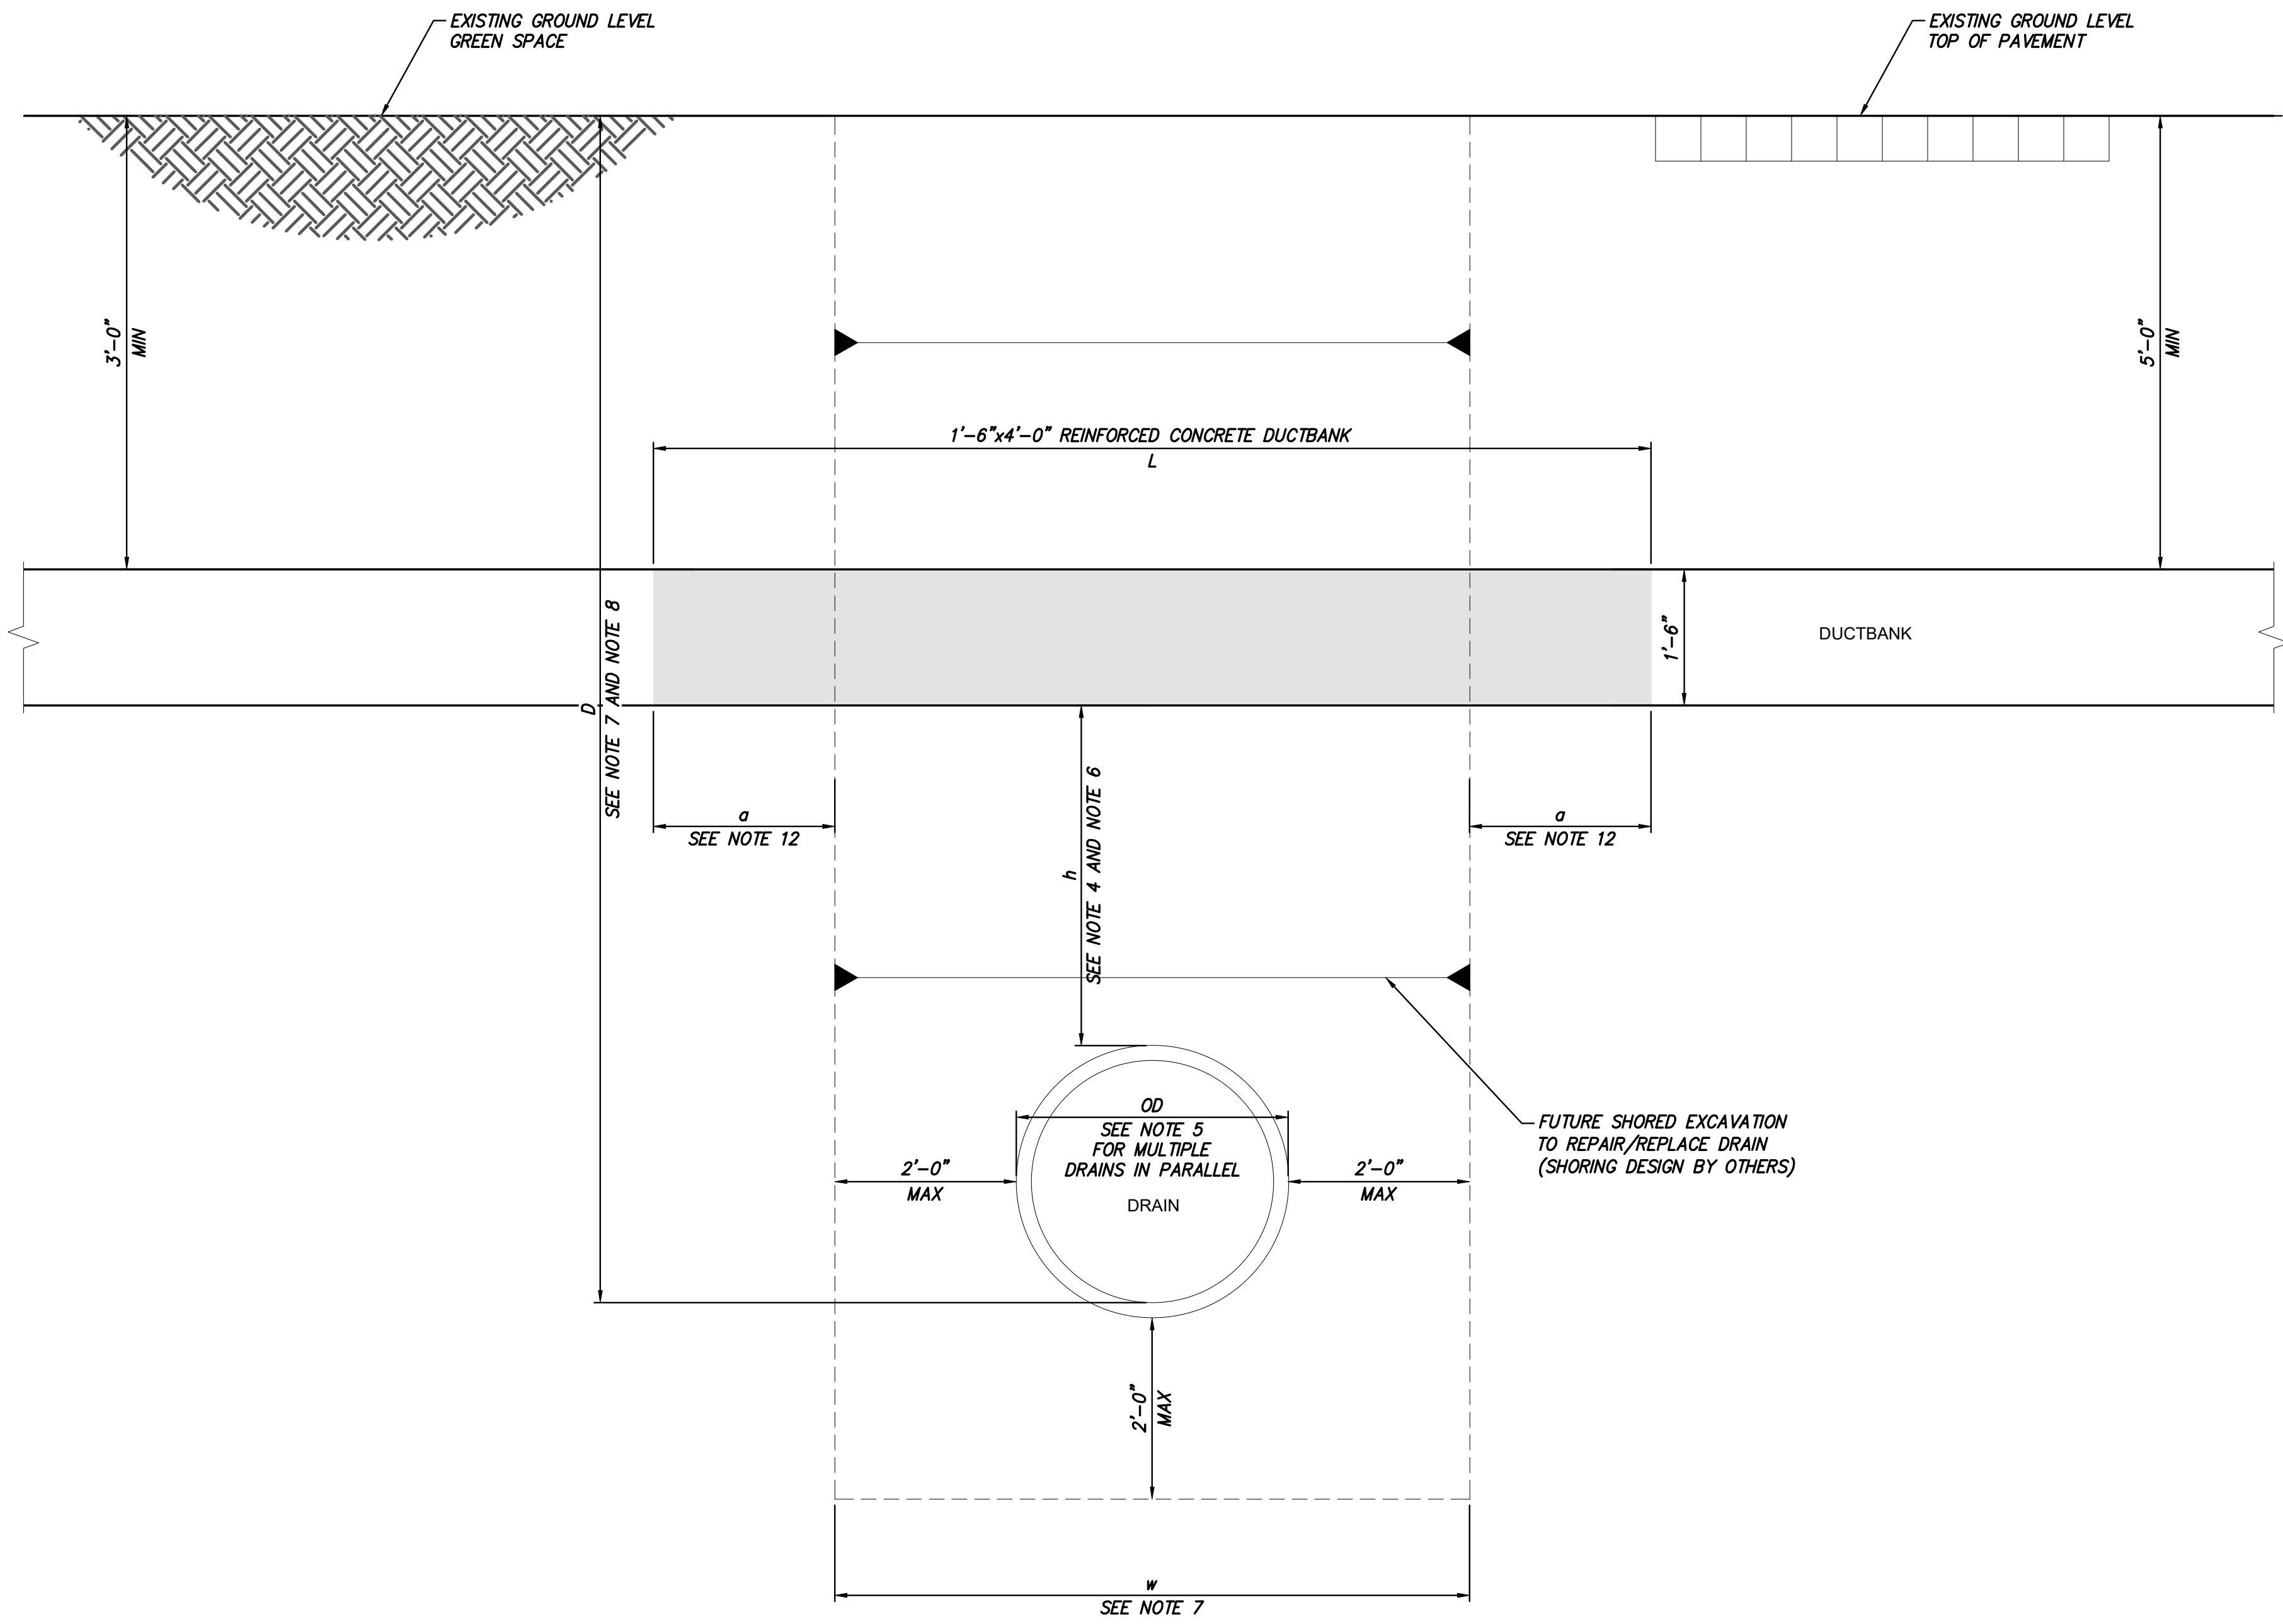 EXISTING GROUND LEVEL
GREEN SPACE
EXISTING GROUND LEVEL
TOP OF PAVEMENT
3'-0"
MIN
5'-0"
MIN
1'-6"x4'-0" REINFORCED CONCRETE DUCTBANK
L
D
SEE NOTE 7 AND NOTE 8
1'-6"
DUCTBANK
a
SEE NOTE 12
h
SEE NOTE 4 AND NOTE 6
a
SEE NOTE 12
OD
SEE NOTE 5
FOR MULTIPLE
DRAINS IN PARALLEL
DRAIN
2'-0"
MAX
2'-0"
MAX
FUTURE SHORED EXCAVATION
TO REPAIR/REPLACE DRAIN
(SHORING DESIGN BY OTHERS)
2'-0"
MAX
w
SEE NOTE 7